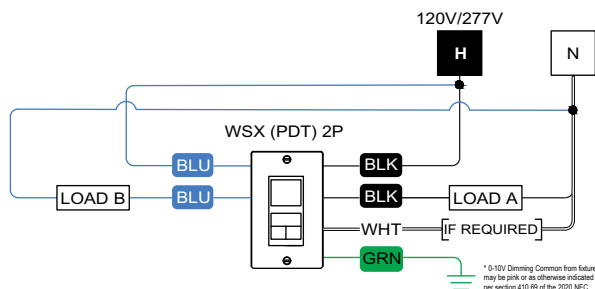 120V/277V
H
N
WSX (PDT) 2P
BLU
BLK
LOAD B
BLU
BLK
LOAD A
WHT
IF REQUIRED
GRN
* 0-10V Dimming Common from fixture
may be pink or as otherwise indicated
per section 410.69 of the 2020 NEC